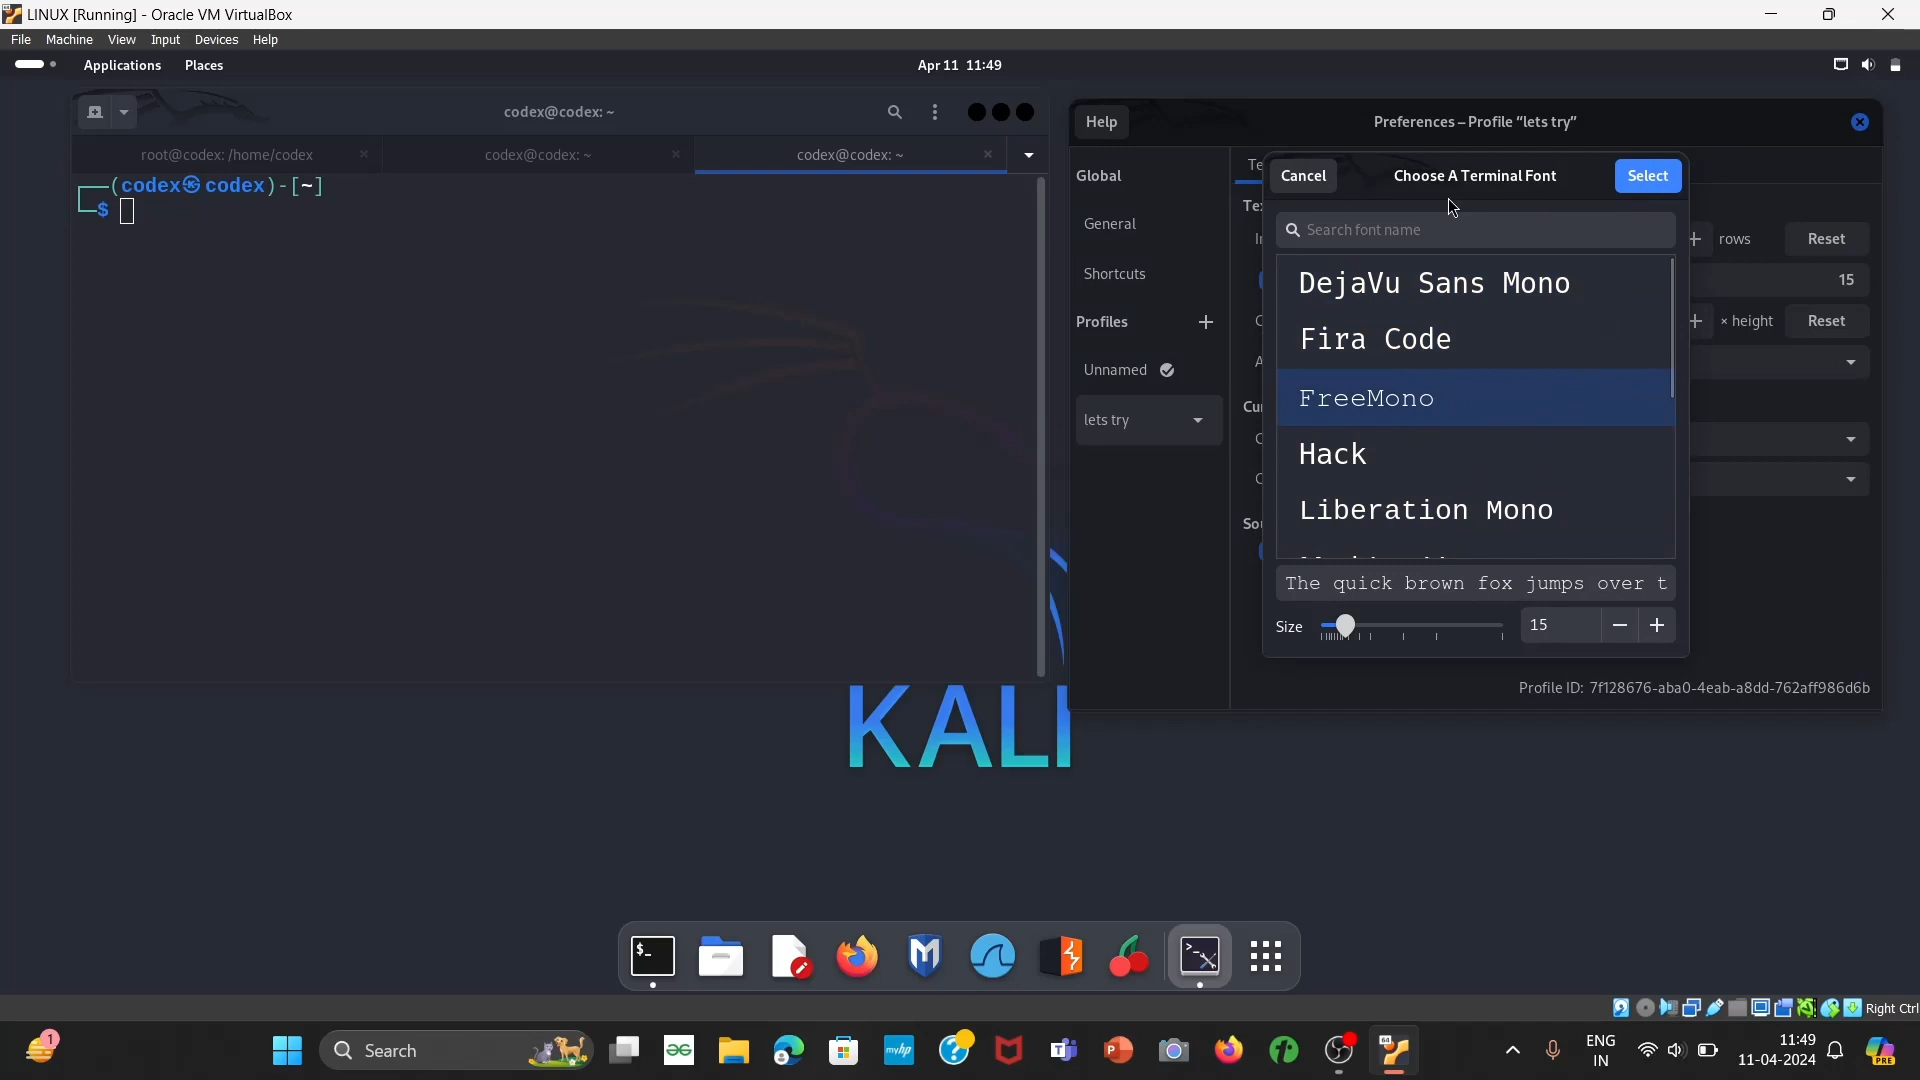 LINUX [Running] - Oracle VM VirtualBox
File Machine View Input Devices Help
Applications Places
Apr 11 11:49
codex@codex: ~
root@codex: /home/codex
codex@codex: ~
codex@codex: ~
(codex㉿codex)-[~]
$
Help
Preferences – Profile “lets try”
Global
General
Shortcuts
Profiles
Unnamed
lets try
Cancel
Choose A Terminal Font
Select
Search font name
DejaVu Sans Mono
Fira Code
FreeMono
Hack
Liberation Mono
The quick brown fox jumps over t
Size
15
rows
Reset
15
× height
Reset
Profile ID: 7f128676-aba0-4eab-a8dd-762aff986d6b
KALI
Right Ctrl
1
Search
myhp
ENG
IN
11:49
11-04-2024
PRE